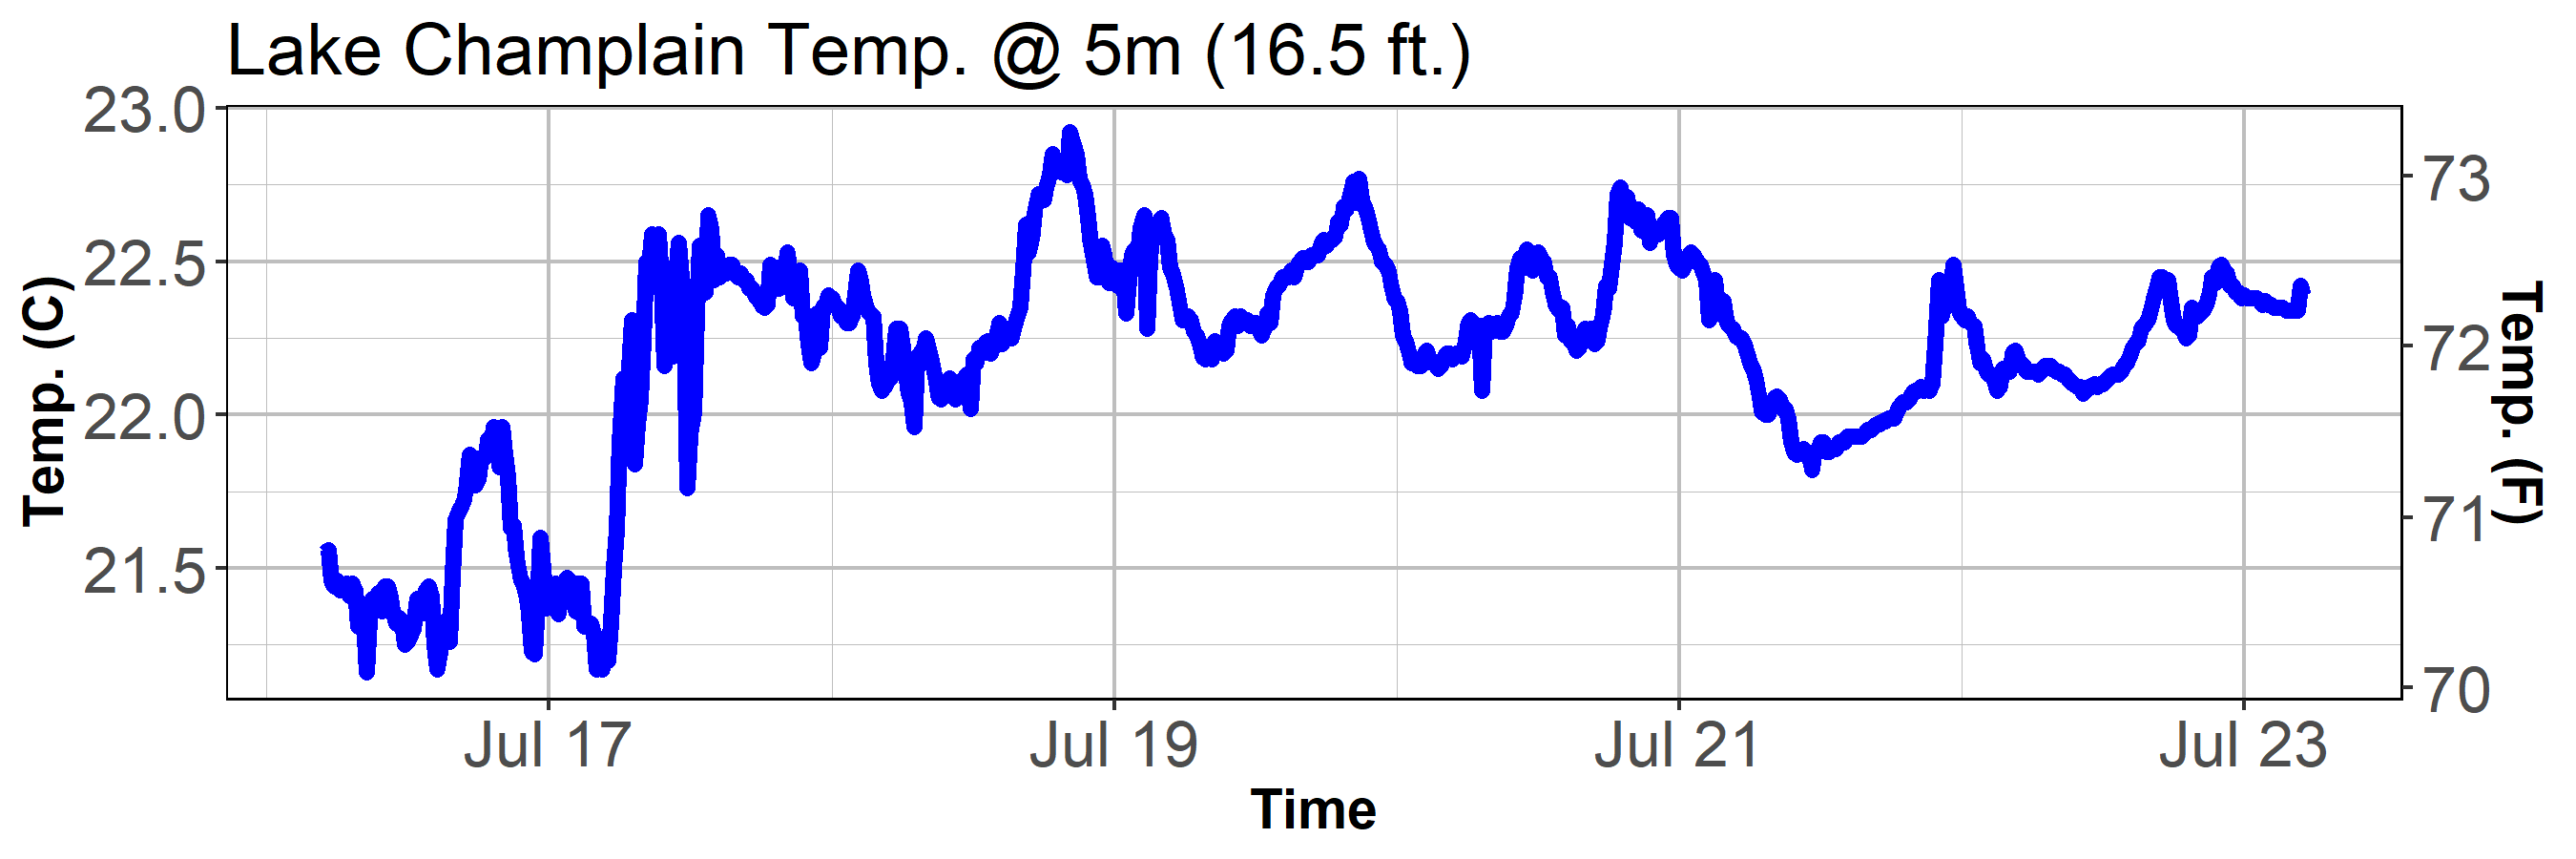 Lake Champlain Temp. @ 5m (16.5 ft.)
23.0
22.5
22.0
21.5
Temp. (C)
73
72
71
70
Temp. (F)
Jul 17 Jul 19 Jul 21 Jul 23
Time